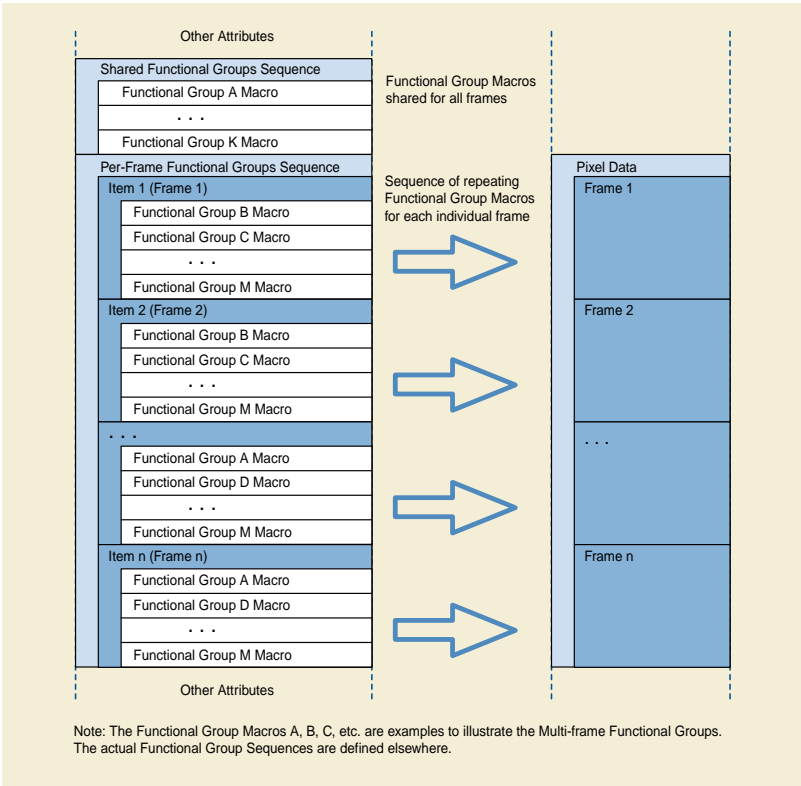 Other Attributes
Shared Functional Groups Sequence
Functional Group A Macro
. . .
Functional Group K Macro
Functional Group Macros
shared for all frames
Per-Frame Functional Groups Sequence
Item 1 (Frame 1)
Functional Group B Macro
Functional Group C Macro
. . .
Functional Group M Macro
Item 2 (Frame 2)
Functional Group B Macro
Functional Group C Macro
. . .
Functional Group M Macro
. . .
Functional Group A Macro
Functional Group D Macro
. . .
Functional Group M Macro
Item n (Frame n)
Functional Group A Macro
Functional Group D Macro
. . .
Functional Group M Macro
Other Attributes
Sequence of repeating
Functional Group Macros
for each individual frame
Pixel Data
Frame 1
Frame 2
. . .
Frame n
Note: The Functional Group Macros A, B, C, etc. are examples to illustrate the Multi-frame Functional Groups.
The actual Functional Group Sequences are defined elsewhere.